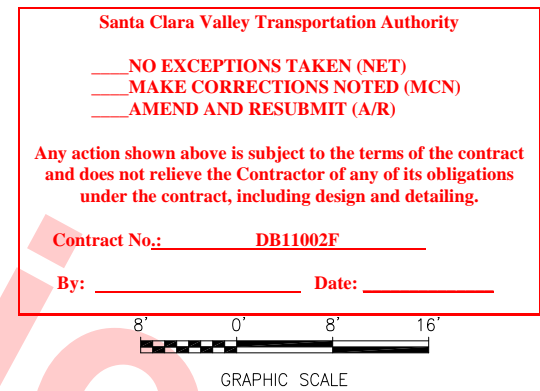 Santa Clara Valley Transportation Authority
____NO EXCEPTIONS TAKEN (NET)
____MAKE CORRECTIONS NOTED (MCN)
____AMEND AND RESUBMIT (A/R)
Any action shown above is subject to the terms of the contract
and does not relieve the Contractor of any of its obligations
under the contract, including design and detailing.
Contract No.: DB11002F
By: ____ Date: ____
8' 0' 8' 16'
GRAPHIC SCALE